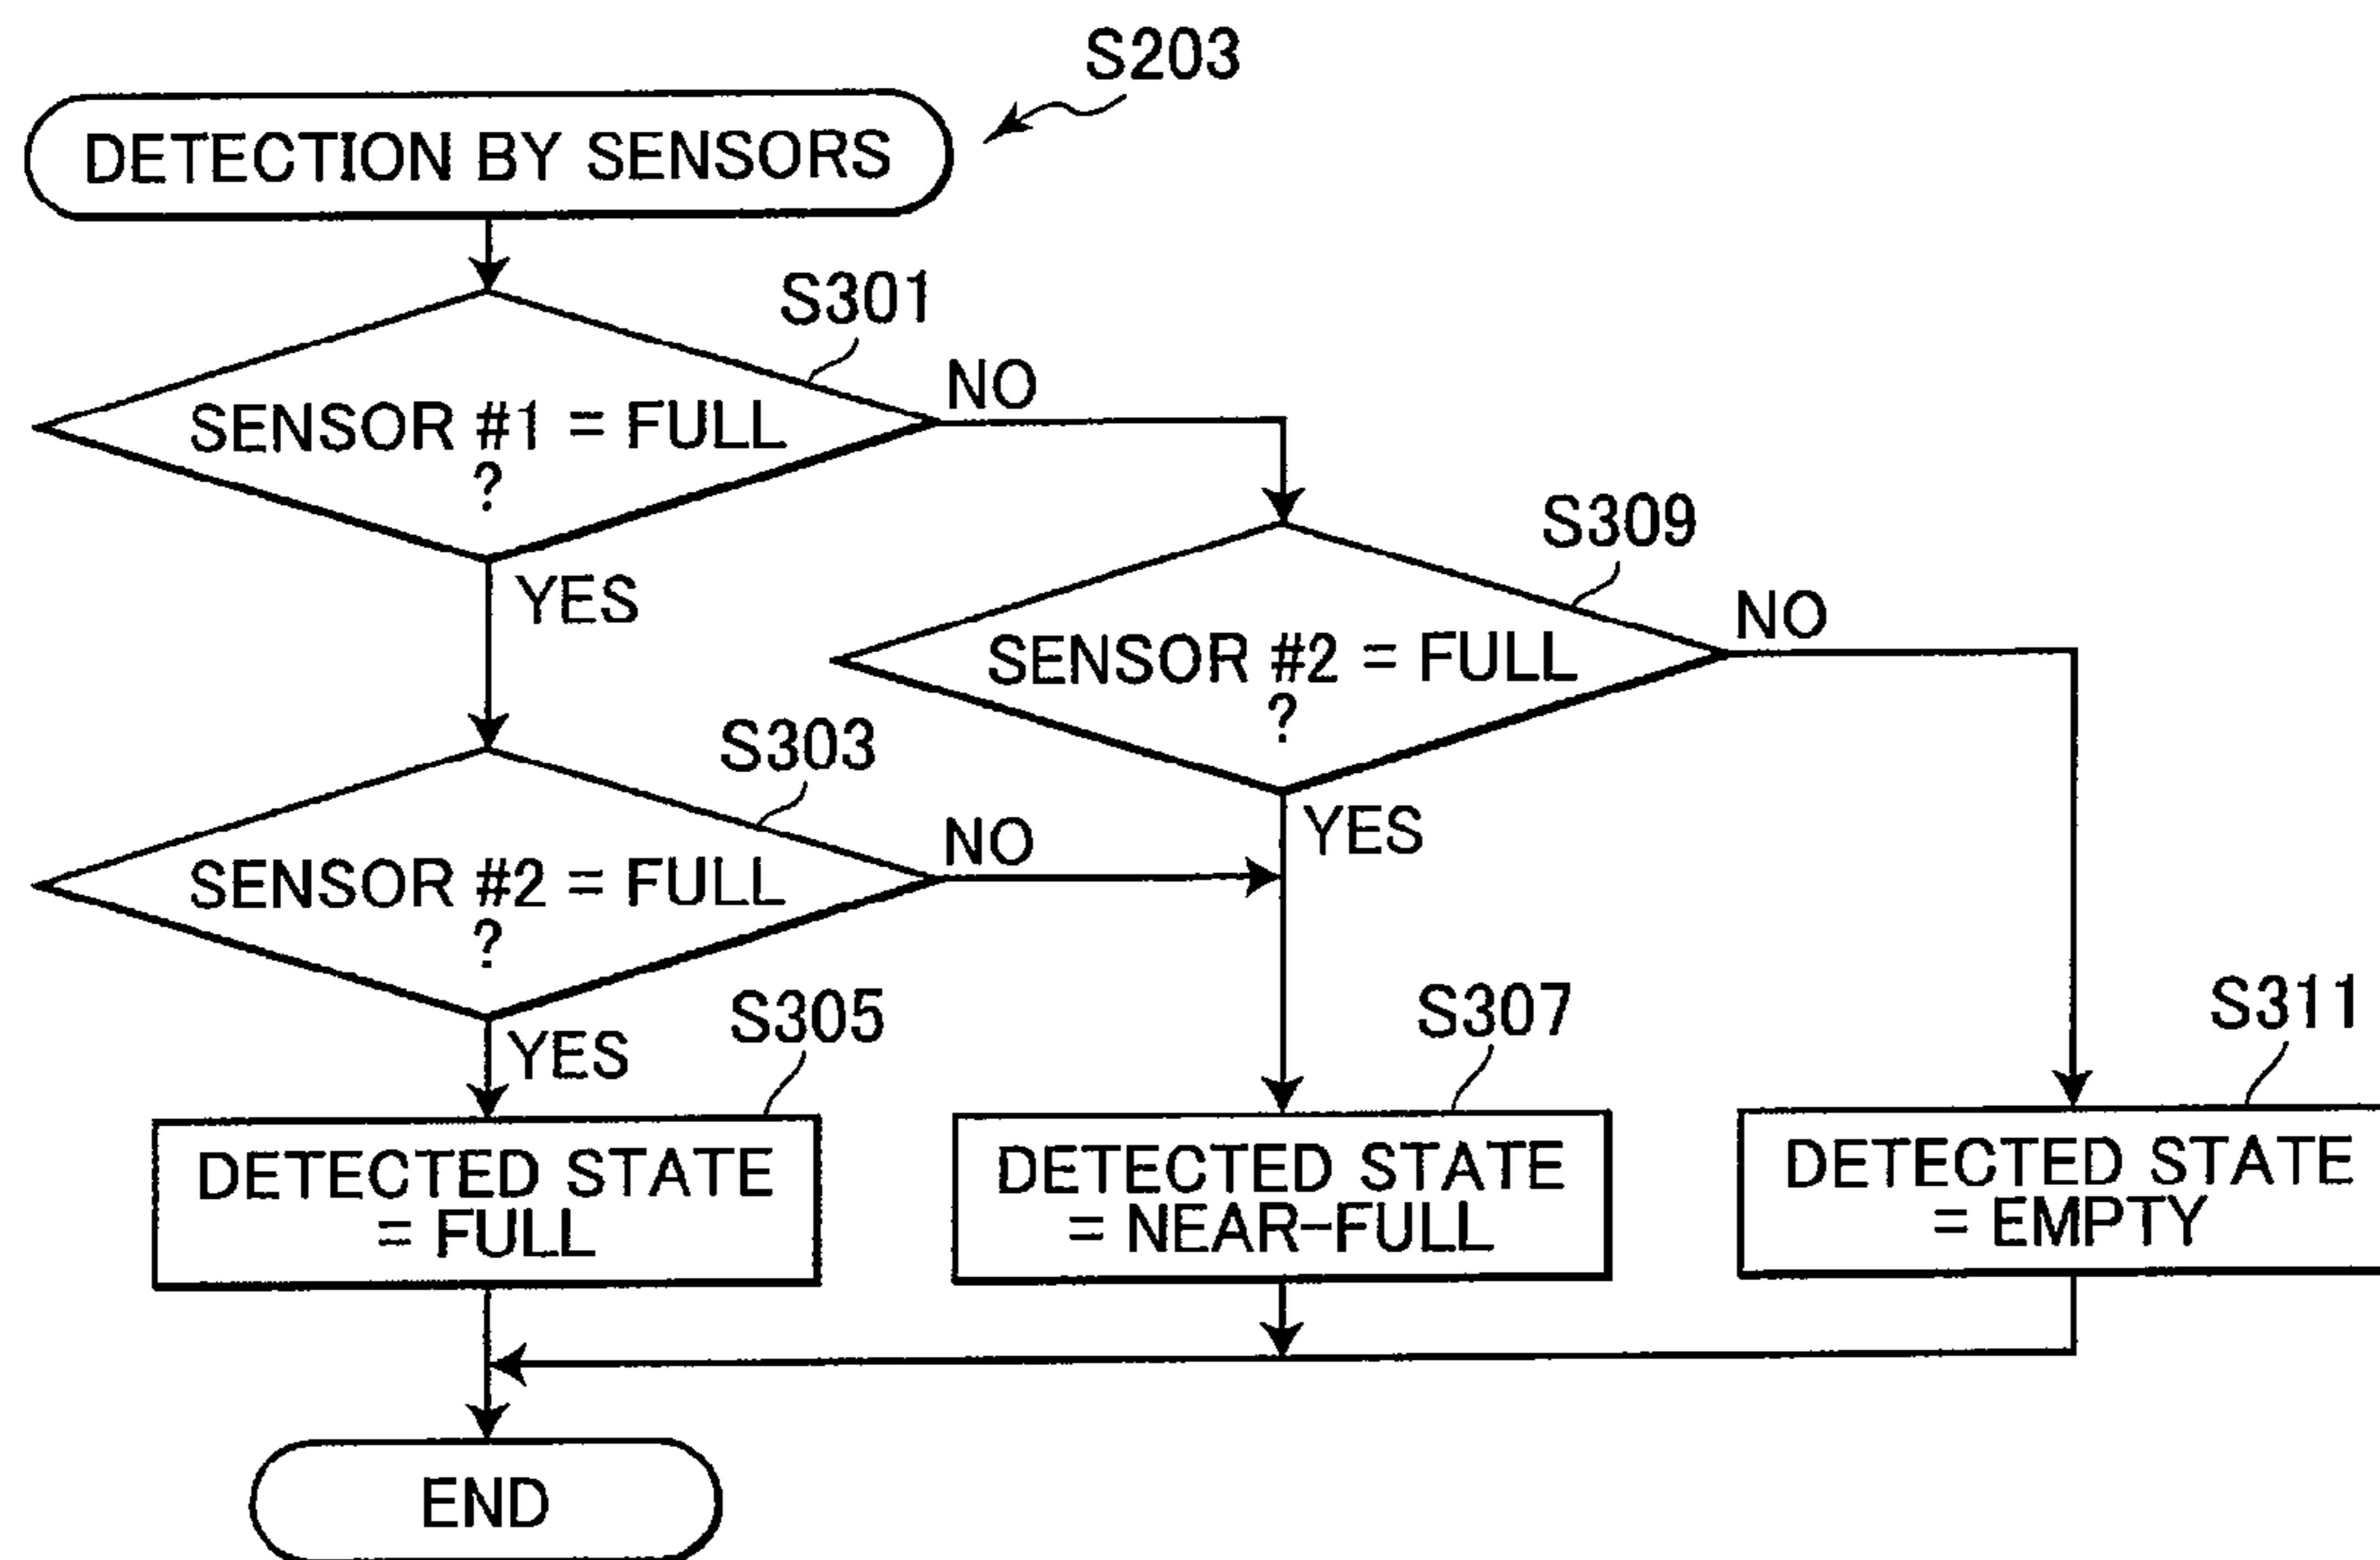 S203
DETECTION BY SENSORS
S301
SENSOR #1 = FULL
?
NO
YES
S309
SENSOR #2 = FULL
?
NO
YES
S303
SENSOR #2 = FULL
?
NO
YES
S305
DETECTED STATE
= FULL
S307
DETECTED STATE
= NEAR-FULL
S311
DETECTED STATE
= EMPTY
END